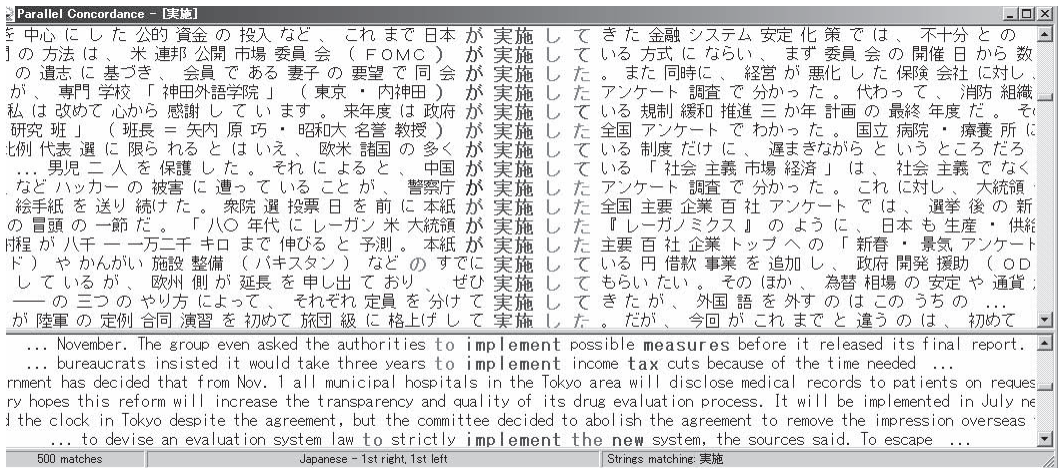 Parallel Concordance - [実施]
を 中心 に し た 公的 資金 の 投入 など 、 これ まで 日本 が 実施 し て き た 金融 システム 安定 化 策 で は 、 不十分 と の
の 方法 は 、 米 連邦 公開 市場 委員 会 （ ＦＯＭＣ ） が 実施 し て いる 方式 に ならい 、 まず 委員 会 の 開催 日 から 数
の 遺志 に 基づき 、 会員 で ある 妻子 の 要望 で 同 会 が 実施 し た 。 また 同時 に 、 経営 が 悪化 し た 保険 会社 に対し 、
が 、 専門 学校 「 神田外語学院 」 （ 東京 ・ 内神田 ） が 実施 し た アンケート 調査 で 分かっ た 。 代わって 、 消防 組織
私 は 改めて 心から 感謝 し て い ます 。 来年度 は 政府 が 実施 し て いる 規制 緩和 推進 三 か年 計画 の 最終 年度 だ 。 そ
研究 班 」 （ 班長 ＝ 矢内 原 巧 ・ 昭和大 名誉 教授 ） が 実施 し た 全国 アンケート で わかっ た 。 国立 病院 ・ 療養 所 に
比例 代表 選 に 限ら れる と は いえ 、 欧米 諸国 の 多く が 実施 し て いる 制度 だけ に 、 遅まきながら と いう ところ だろ
... 男児 二 人 を 保護 し た 。 それ に よる と 、 中国 が 実施 し て いる 「 社会 主義 市場 経済 」 は 、 社会 主義 で なく
など ハッカー の 被害 に 遭っ て いる こと が 、 警察庁 が 実施 し た アンケート 調査 で 分かっ た 。 これ に対し 、 大統領
絵手紙 を 送り 続け た 。 衆院 選 投票 日 を 前 に 本紙 が 実施 し た 全国 主要 企業 百 社 アンケート で は 、 選挙 後 の 新
の 冒頭 の 一節 だ 。 「 八〇 年代 に レーガン 米 大統領 が 実施 し た 『 レーガノミクス 』 の よう に 、 日本 も 生産 ・ 供給
射程 が 八千 ― 一万二千 キロ まで 伸びる と 予測 。 本紙 が 実施 し た 主要 百 社 企業 トップ へ の 「 新春 ・ 景気 アンケート
ド ） や かんがい 施設 整備 （ パキスタン ） など の すでに 実施 し て いる 円 借款 事業 を 追加 し 、 政府 開発 援助 （ ＯＤ
し て いる が 、 欧州 側 が 延長 を 申し出 て おり 、 ぜひ 実施 し て もらい たい 。 その ほか 、 為替 相場 の 安定 や 通貨
――の 三つ の やり方 によって 、 それぞれ 定員 を 分け て 実施 し て き た が 、 外国 語 を 外す の は この うち の ...
が 陸軍 の 定例 合同 演習 を 初めて 旅団 級 に 格上げ し て 実施 し た 。 だが 、 今回 が これ まで と 違う の は 、 初めて
... November. The group even asked the authorities to implement possible measures before it released its final report.
... bureaucrats insisted it would take three years to implement income tax cuts because of the time needed ...
rnment has decided that from Nov. 1 all municipal hospitals in the Tokyo area will disclose medical records to patients on reques
ry hopes this reform will increase the transparency and quality of its drug evaluation process. It will be implemented in July ne
d the clock in Tokyo despite the agreement, but the committee decided to abolish the agreement to remove the impression overseas
... to devise an evaluation system law to strictly implement the new system, the sources said. To escape ...
500 matches Japanese - 1st right, 1st left Strings matching: 実施